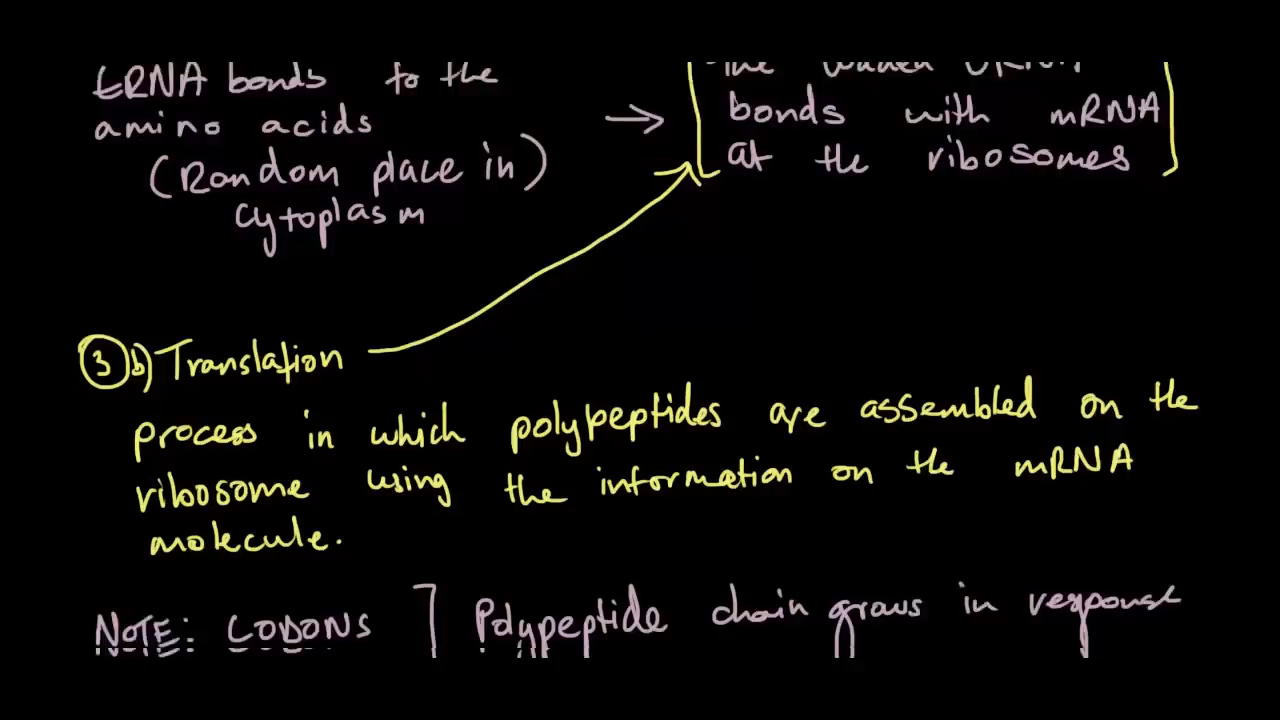 tRNA bonds to the
amino acids
(Random place in)
cytoplasm
→
bonds with mRNA
at the ribosomes
③ b) Translation
process in which polypeptides are assembled on the
ribosome using the information on the mRNA
molecule.
NOTE: CODONS ] Polypeptide chain grows in response